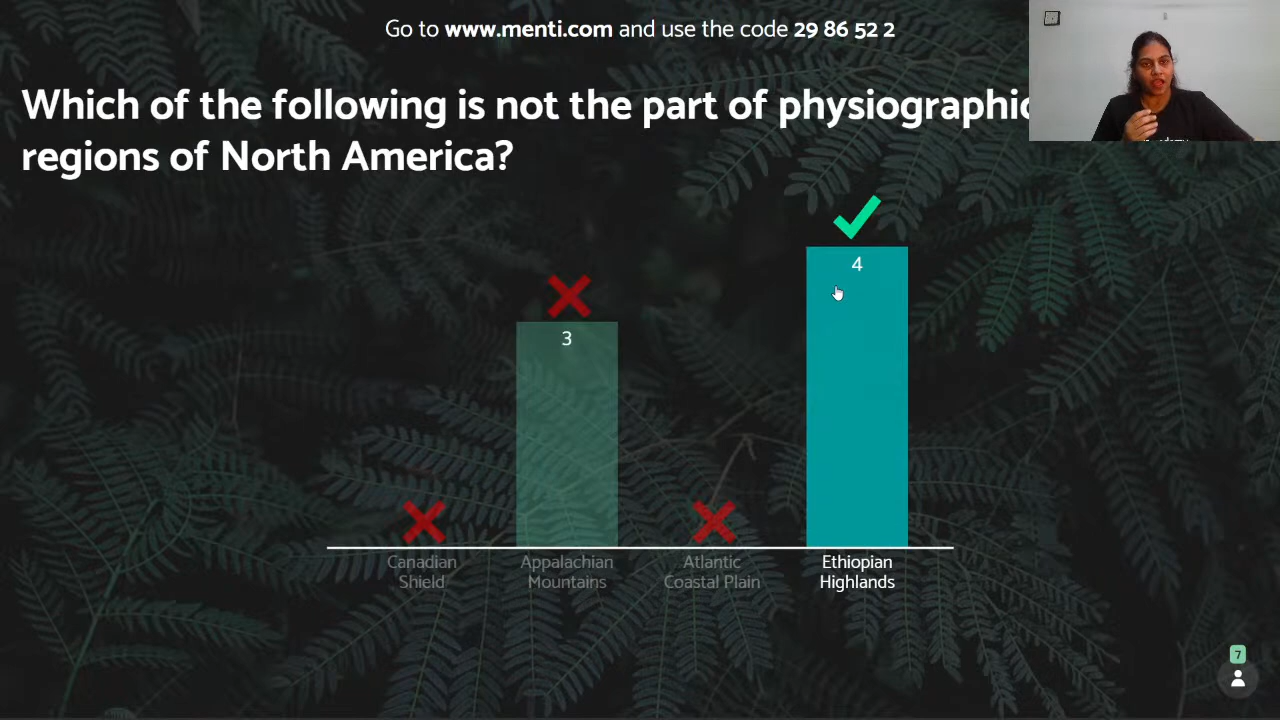 Go to www.menti.com and use the code 29 86 52 2
Which of the following is not the part of physiographic
regions of North America?
4
3
Canadian
Shield
Appalachian
Mountains
Atlantic
Coastal Plain
Ethiopian
Highlands
7